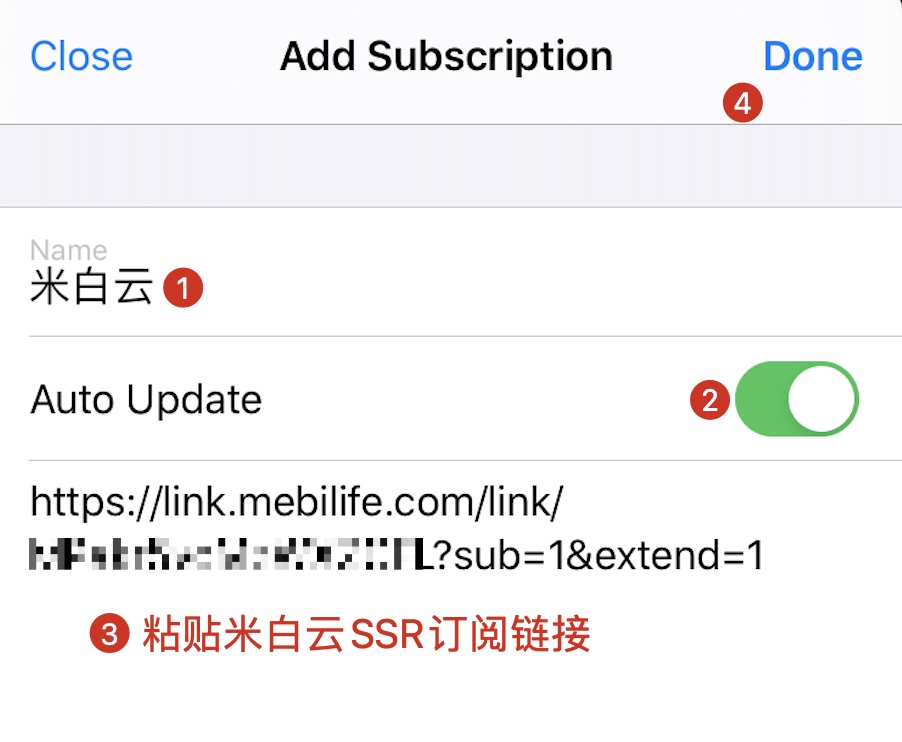 Close Add Subscription Done
4
Name
米白云 1
Auto Update 2
https://link.mebilife.com/link/
?sub=1&extend=1
3 粘贴米白云SSR订阅链接